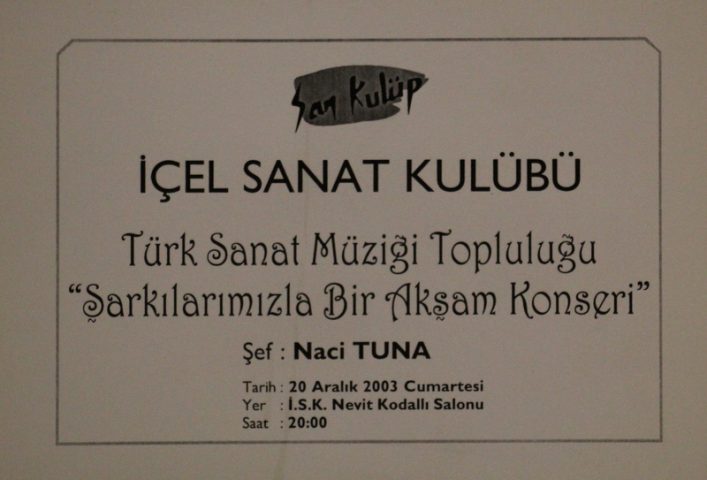 San Kulüp
İÇEL SANAT KULÜBÜ
Türk Sanat Müziği Topluluğu
“Şarkılarımızla Bir Akşam Konseri”
Şef : Naci TUNA
Tarih : 20 Aralık 2003 Cumartesi
Yer : İ.S.K. Nevit Kodallı Salonu
Saat : 20:00